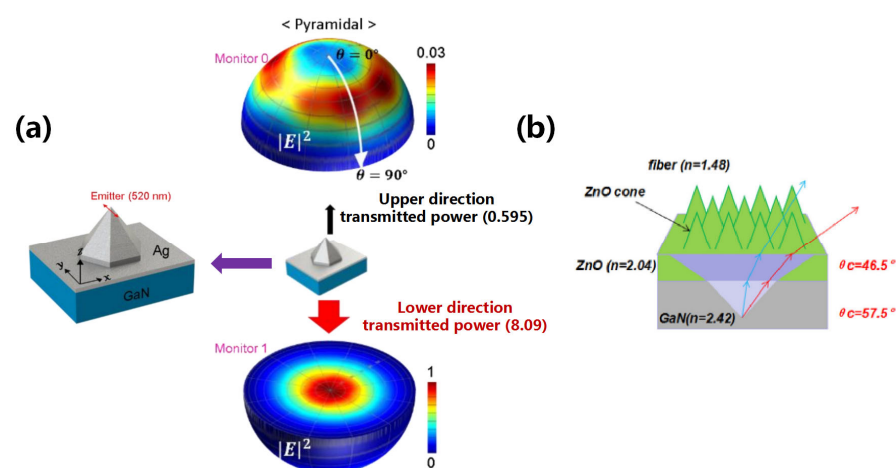 (a)
< Pyramidal >
Monitor 0
θ = 0°
0.03
0
|E|²
θ = 90°
Emitter (520 nm)
Ag
z
y
x
GaN
Upper direction
transmitted power (0.595)
Lower direction
transmitted power (8.09)
Monitor 1
1
0
|E|²
(b)
fiber (n=1.48)
ZnO cone
ZnO (n=2.04)
θc=46.5°
GaN(n=2.42)
θc=57.5°